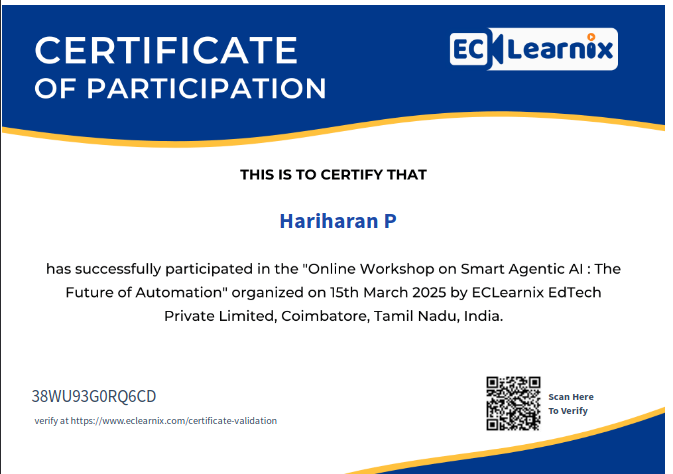 CERTIFICATE
OF PARTICIPATION
EC Learnix
THIS IS TO CERTIFY THAT
Hariharan P
has successfully participated in the "Online Workshop on Smart Agentic AI : The
Future of Automation" organized on 15th March 2025 by ECLearnix EdTech
Private Limited, Coimbatore, Tamil Nadu, India.
38WU93G0RQ6CD
verify at https://www.eclearnix.com/certificate-validation
Scan Here
To Verify